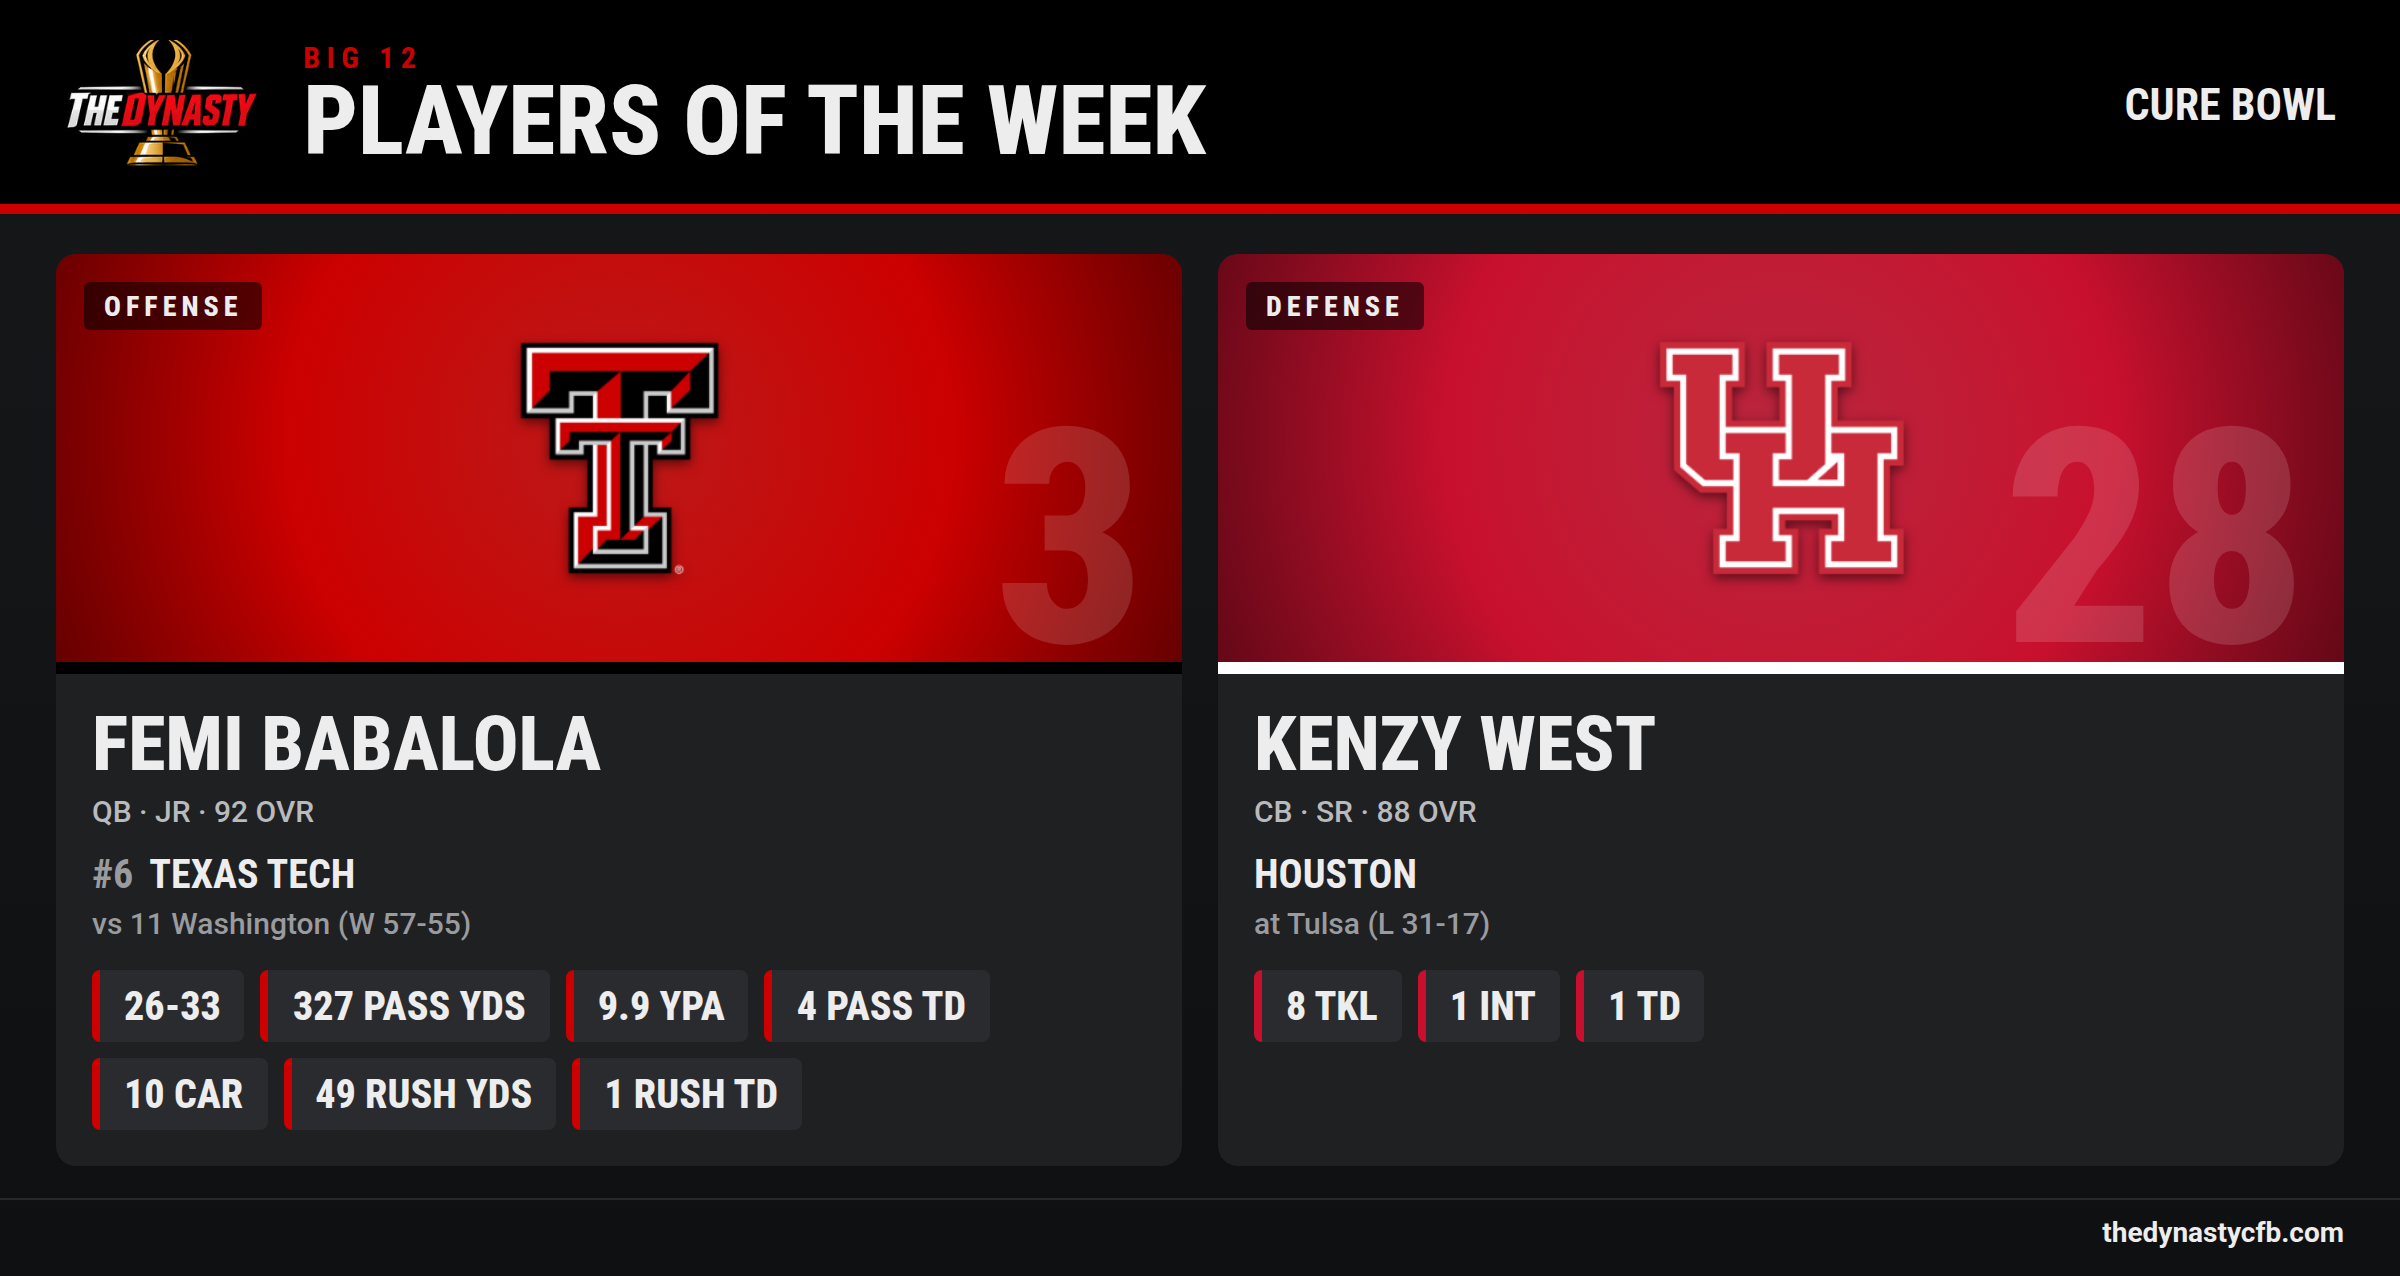 THE DYNASTY
BIG 12
PLAYERS OF THE WEEK
CURE BOWL
OFFENSE
3
FEMI BABALOLA
QB · JR · 92 OVR
#6 TEXAS TECH
vs 11 Washington (W 57-55)
26-33
327 PASS YDS
9.9 YPA
4 PASS TD
10 CAR
49 RUSH YDS
1 RUSH TD
DEFENSE
28
KENZY WEST
CB · SR · 88 OVR
HOUSTON
at Tulsa (L 31-17)
8 TKL
1 INT
1 TD
thedynastycfb.com